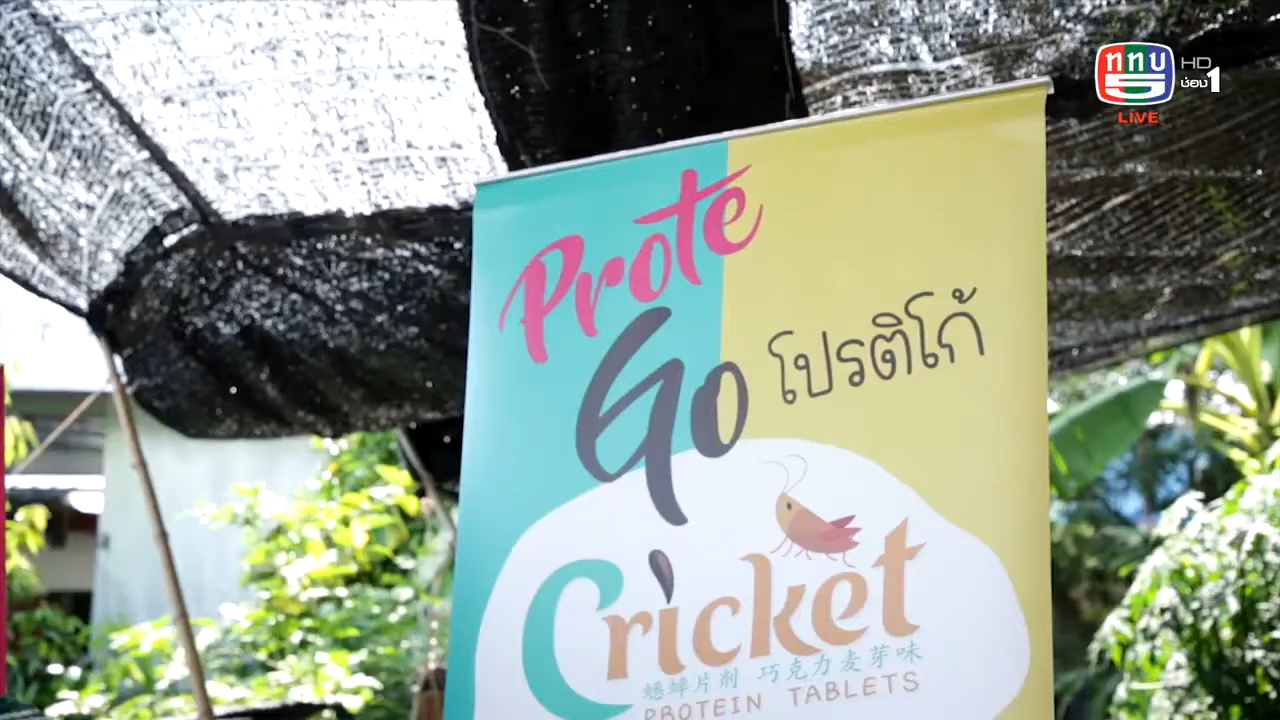 ททบ
5
HD
ช่อง 1
LIVE
Prote
Go
โปรติโก้
Cricket
蟋蟀片剂 巧克力麦芽味
PROTEIN TABLETS